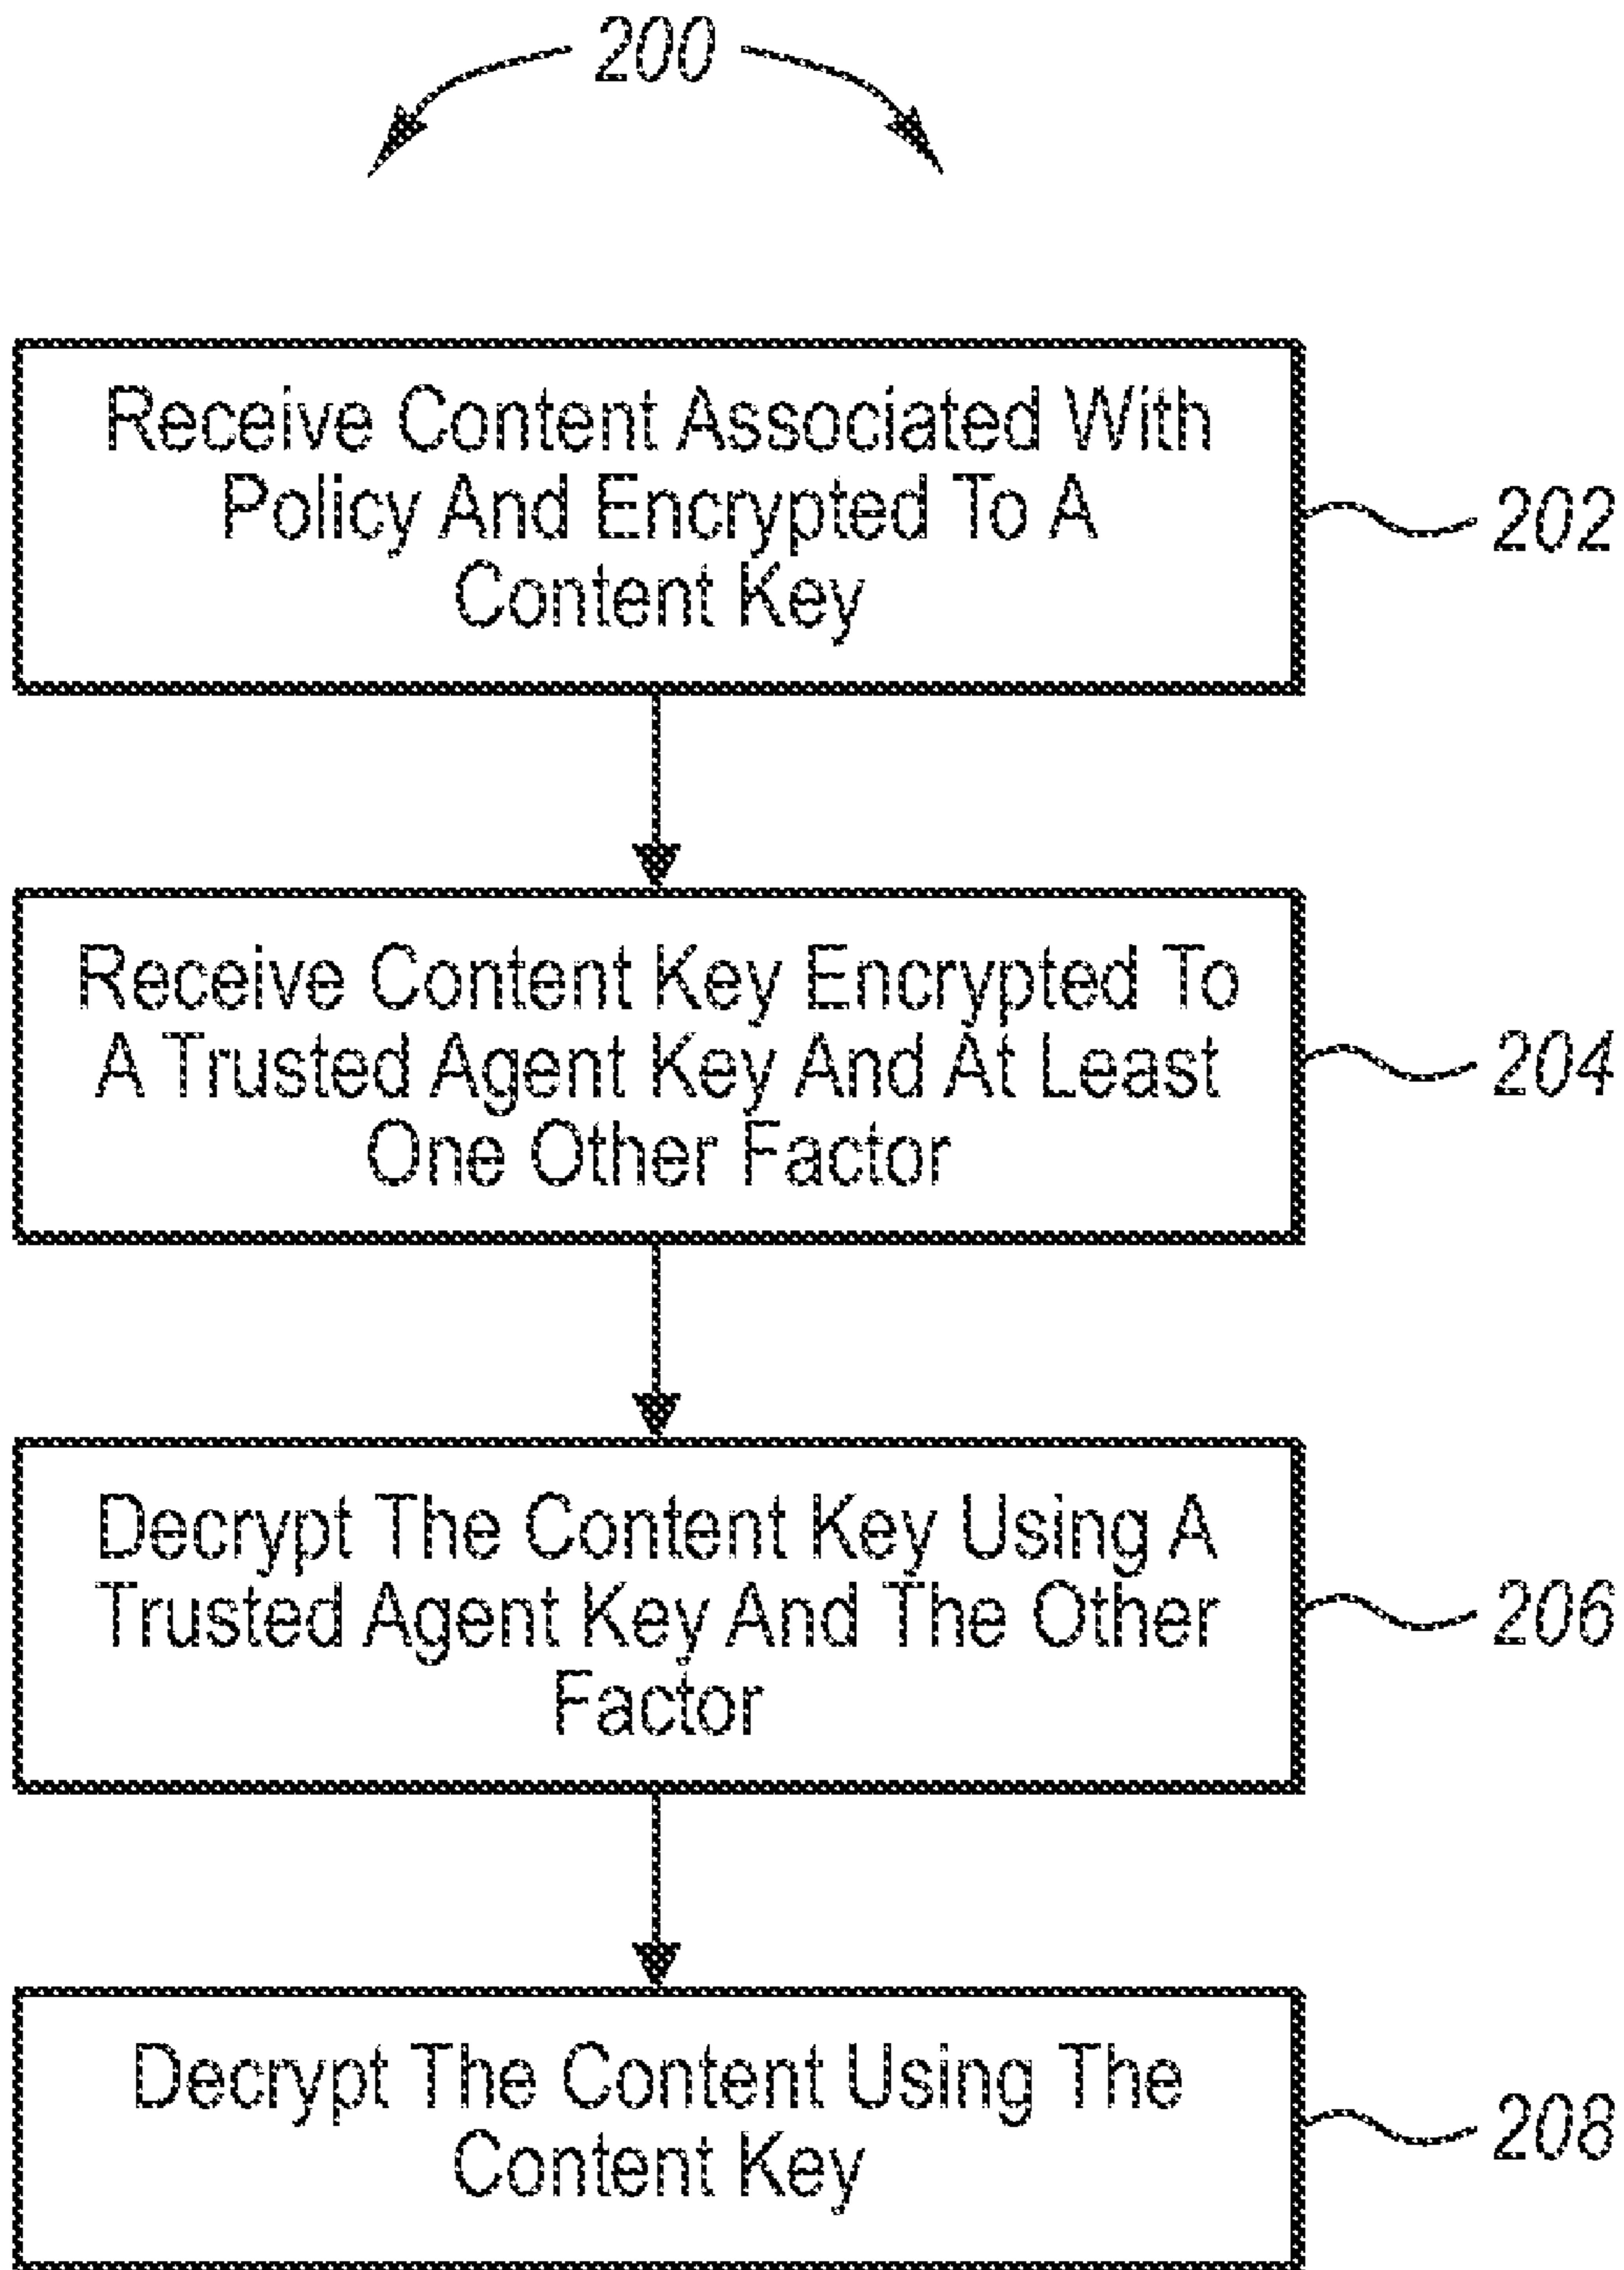 200
Receive Content Associated With
Policy And Encrypted To A
Content Key
202
Receive Content Key Encrypted To
A Trusted Agent Key And At Least
One Other Factor
204
Decrypt The Content Key Using A
Trusted Agent Key And The Other
Factor
206
Decrypt The Content Using The
Content Key
208